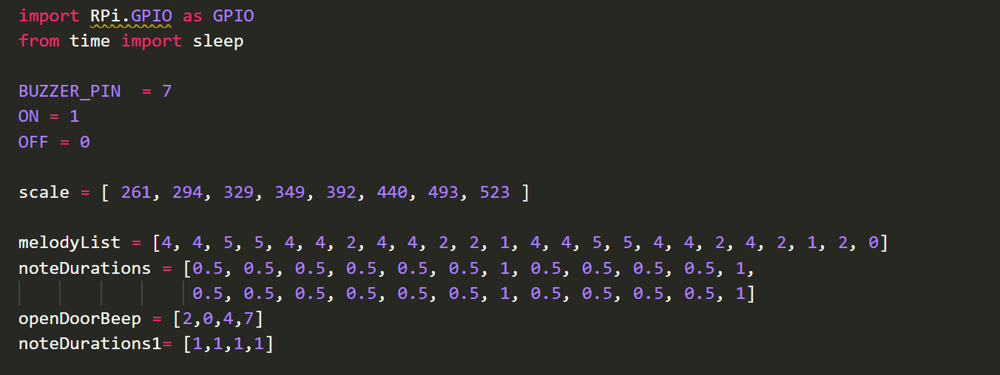 import RPi.GPIO as GPIO
from time import sleep
BUZZER_PIN  = 7
ON = 1
OFF = 0
scale = [ 261, 294, 329, 349, 392, 440, 493, 523 ]
melodyList = [4, 4, 5, 5, 4, 4, 2, 4, 4, 2, 2, 1, 4, 4, 5, 5, 4, 4, 2, 4, 2, 1, 2, 0]
noteDurations = [0.5, 0.5, 0.5, 0.5, 0.5, 0.5, 1, 0.5, 0.5, 0.5, 0.5, 1,
0.5, 0.5, 0.5, 0.5, 0.5, 0.5, 1, 0.5, 0.5, 0.5, 0.5, 1]
openDoorBeep = [2,0,4,7]
noteDurations1= [1,1,1,1]